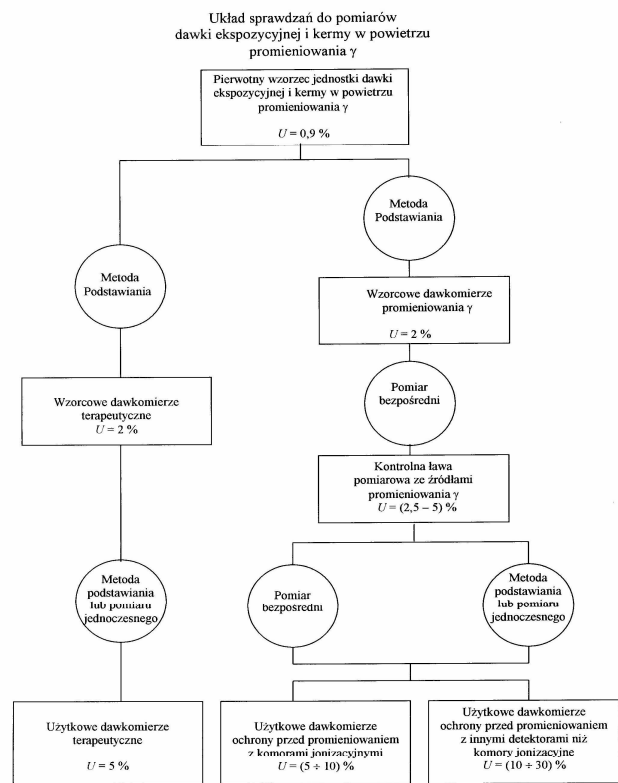 Układ sprawdzań do pomiarów
dawki ekspozycyjnej i kermy w powietrzu
promieniowania γ
Pierwotny wzorzec jednostki dawki
ekspozycyjnej i kermy w powietrzu
promieniowania γ
U = 0,9 %
Metoda
Podstawiania
Metoda
Podstawiania
Wzorcowe dawkomierze
promieniowania γ
U = 2 %
Wzorcowe dawkomierze
terapeutyczne
U = 2 %
Pomiar
bezpośredni
Kontrolna ława
pomiarowa ze źródłami
promieniowania γ
U = (2,5 – 5) %
Metoda
podstawiania
lub pomiaru
jednoczesnego
Pomiar
bezpośredni
Metoda
podstawiania
lub pomiaru
jednoczesnego
Użytkowe dawkomierze
terapeutyczne
U = 5 %
Użytkowe dawkomierze
ochrony przed promieniowaniem
z komorami jonizacyjnymi
U = (5 ÷ 10) %
Użytkowe dawkomierze
ochrony przed promieniowaniem
z innymi detektorami niż
komory jonizacyjne
U = (10 ÷ 30) %